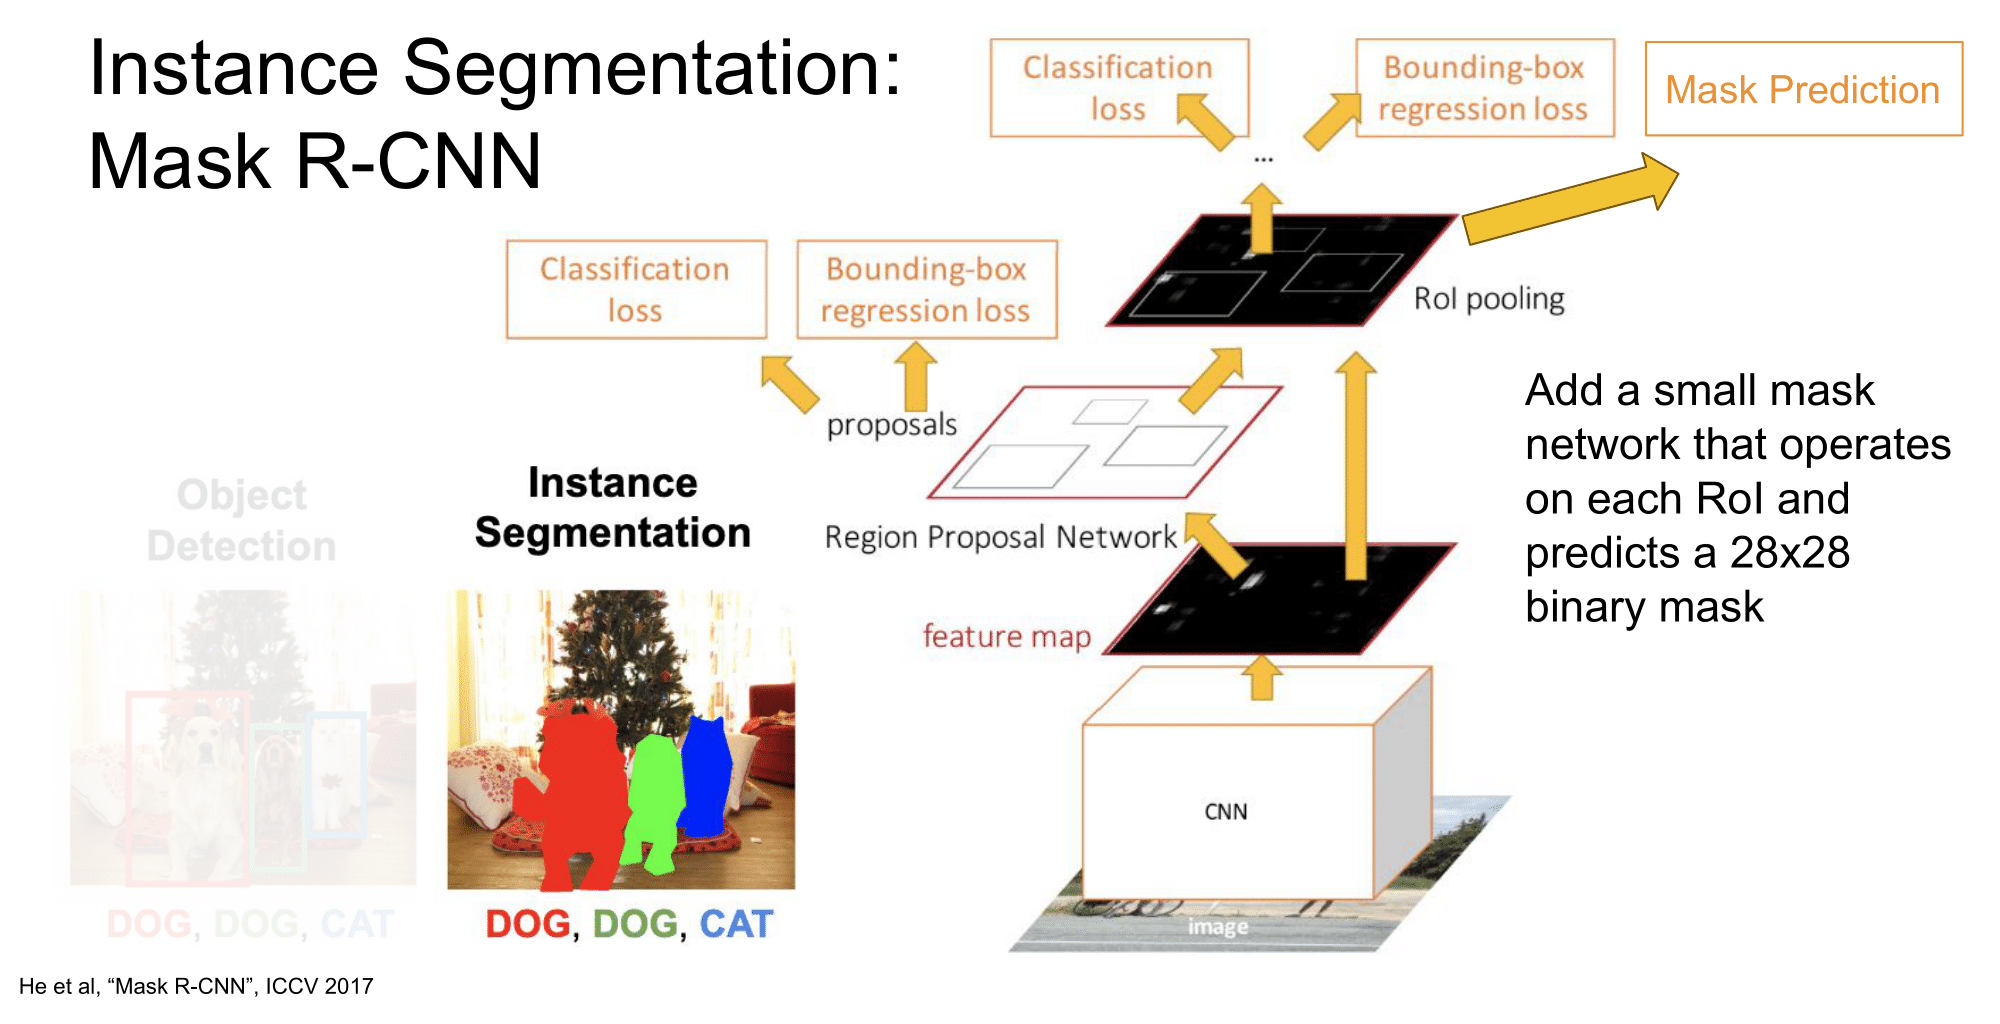 Instance Segmentation:
Mask R-CNN
Classification
loss
Bounding-box
regression loss
Mask Prediction
...
Classification
loss
Bounding-box
regression loss
RoI pooling
proposals
Add a small mask
network that operates
on each RoI and
predicts a 28x28
binary mask
Object
Detection
Instance
Segmentation
Region Proposal Network
feature map
CNN
image
DOG, DOG, CAT
DOG, DOG, CAT
He et al, “Mask R-CNN”, ICCV 2017